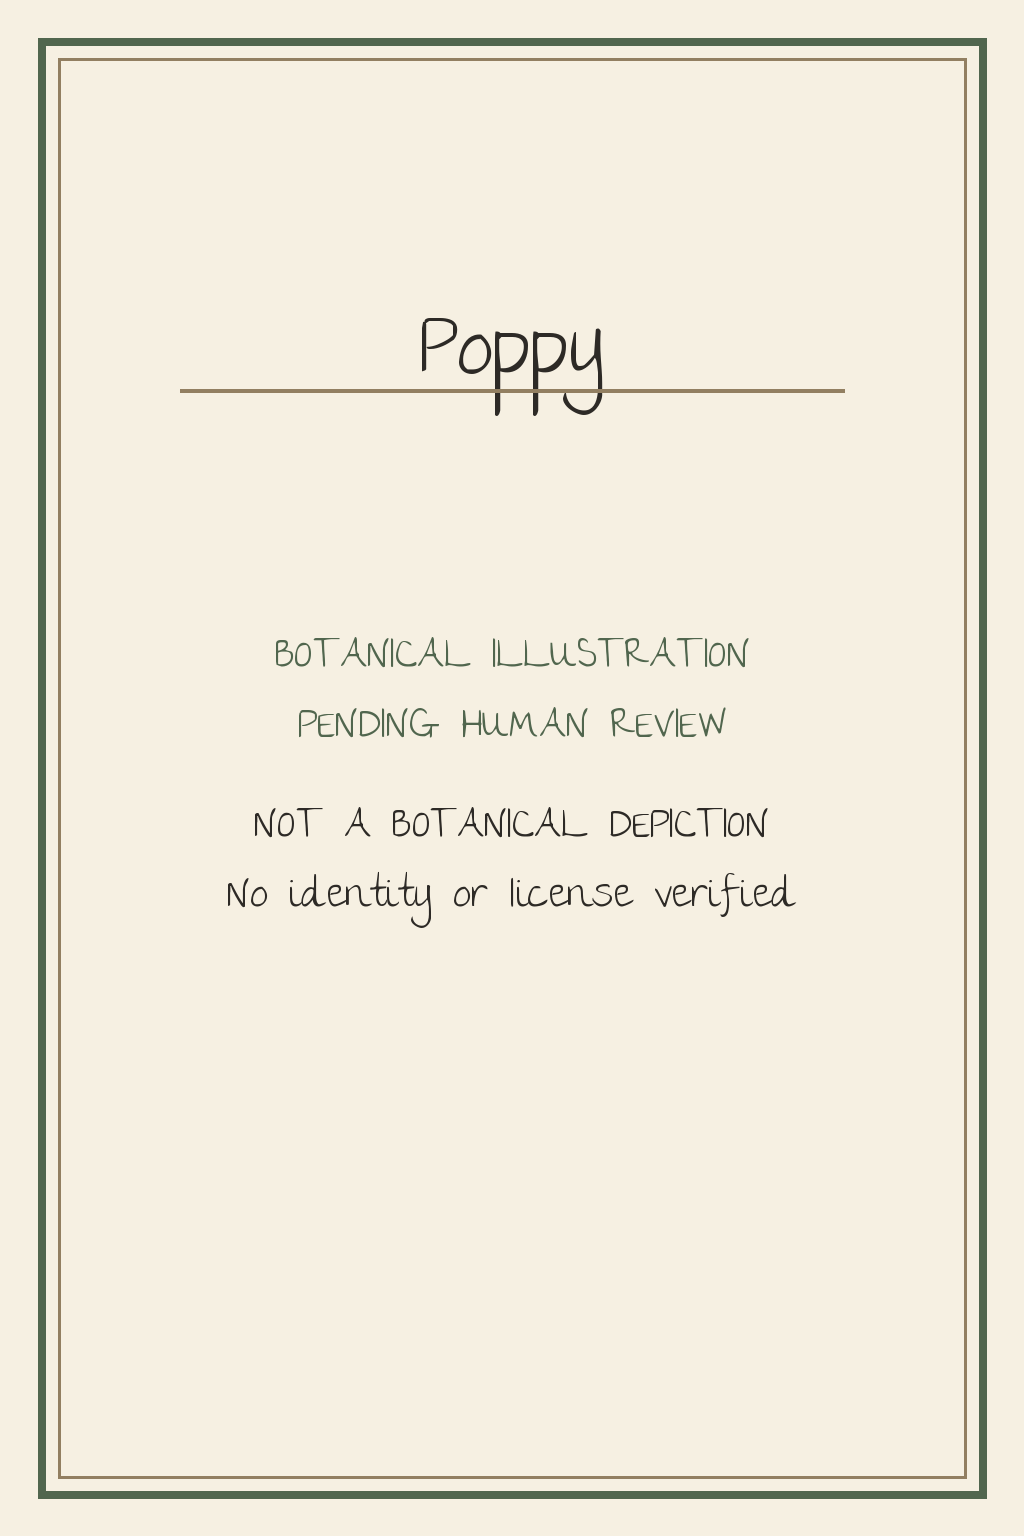 Poppy
BOTANICAL ILLUSTRATION
PENDING HUMAN REVIEW
NOT A BOTANICAL DEPICTION
No identity or license verified